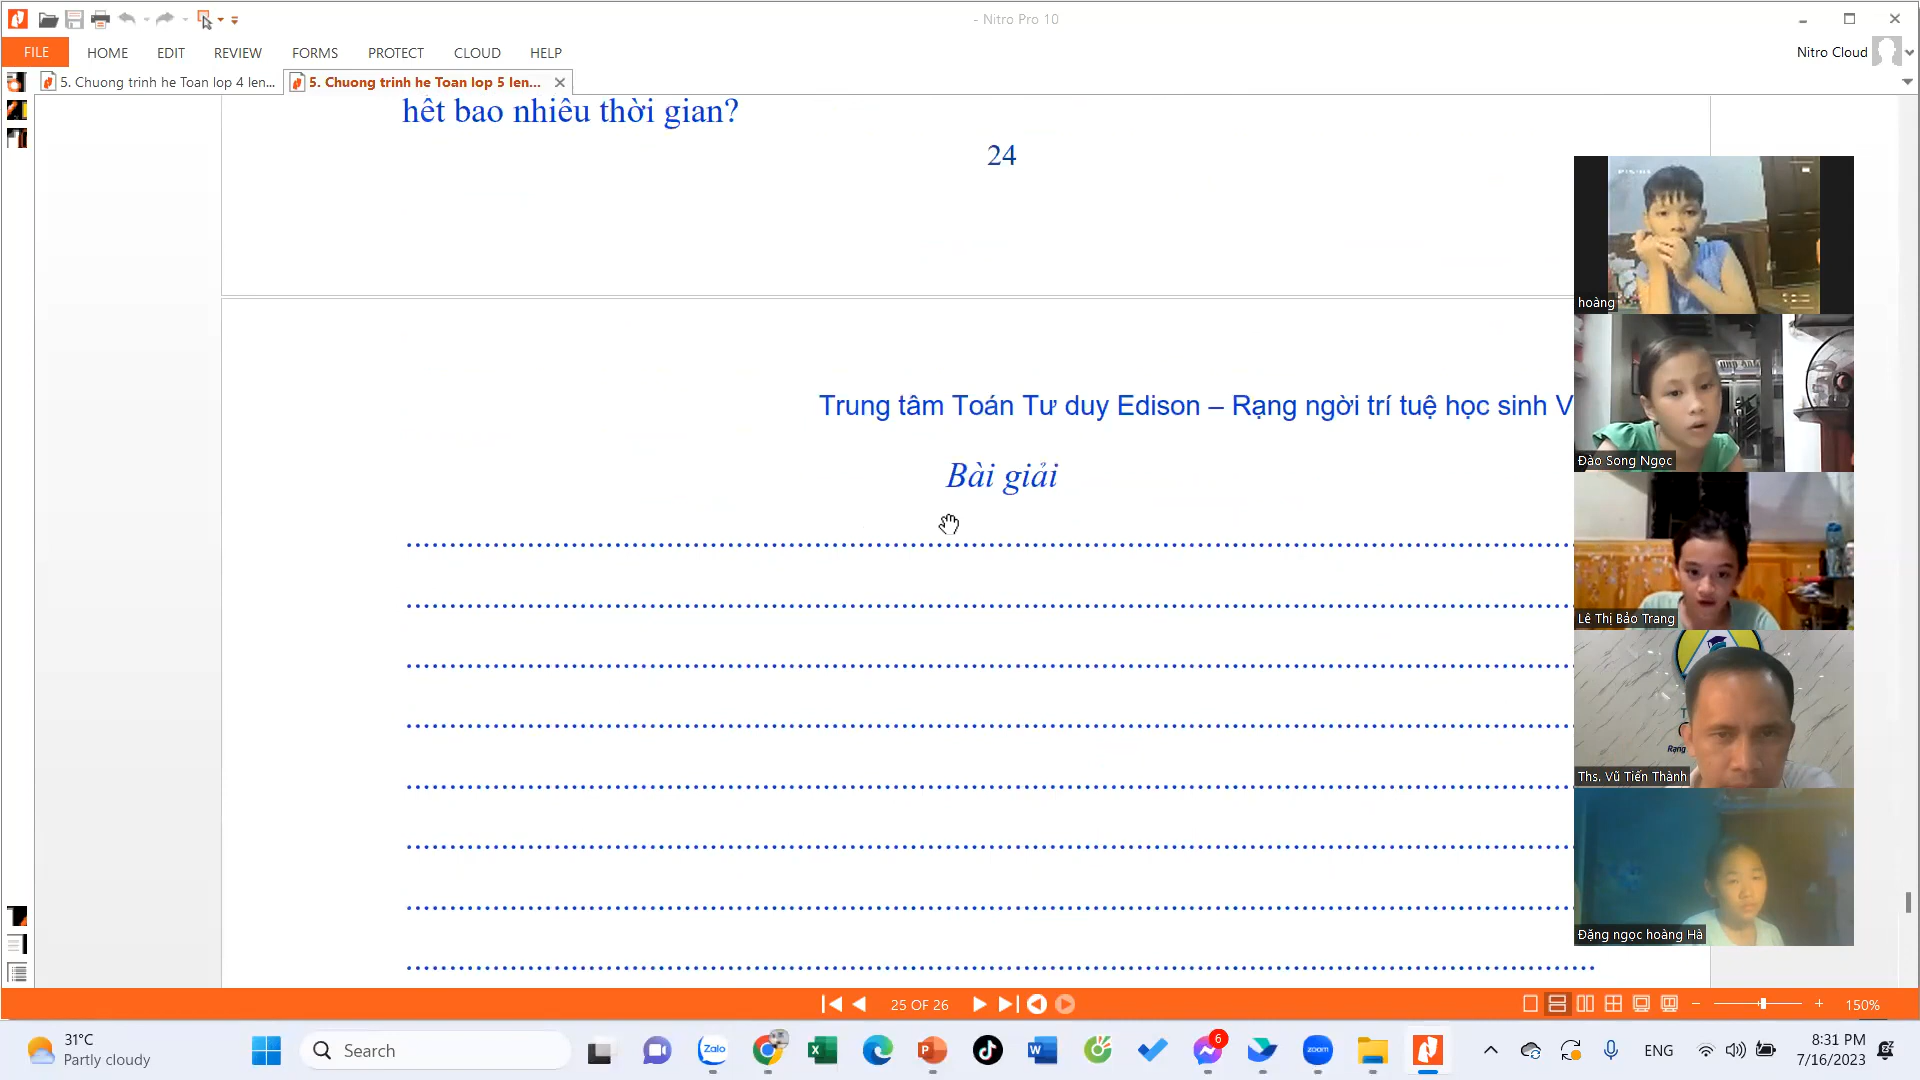 - Nitro Pro 10
FILE
HOME
EDIT
REVIEW
FORMS
PROTECT
CLOUD
HELP
Nitro Cloud
5. Chuong trinh he Toan lop 4 len...
5. Chuong trinh he Toan lop 5 len...
hết bao nhiêu thời gian?
24
Trung tâm Toán Tư duy Edison – Rạng ngời trí tuệ học sinh V
Bài giải
hoàng
Đào Song Ngọc
Lê Thị Bảo Trang
Ths. Vũ Tiến Thành
Đặng ngọc hoàng Hà
25 OF 26
150%
31°C
Partly cloudy
Search
Zalo
zoom
6
ENG
8:31 PM
7/16/2023